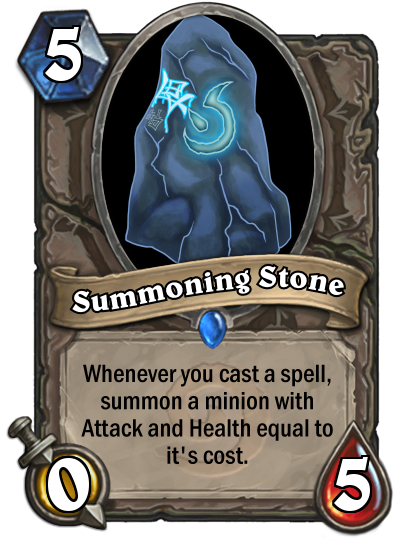 5
Summoning Stone
Whenever you cast a spell,
summon a minion with
Attack and Health equal to
it's cost.
0
5